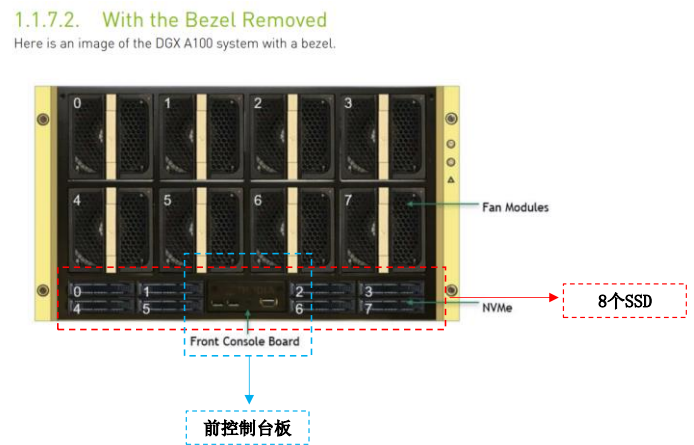 1.1.7.2. With the Bezel Removed
Here is an image of the DGX A100 system with a bezel.
0 1 2 3
4 5 6 7
Fan Modules
0 1 2 3
4 5 6 7
NVMe
8个SSD
Front Console Board
前控制台板